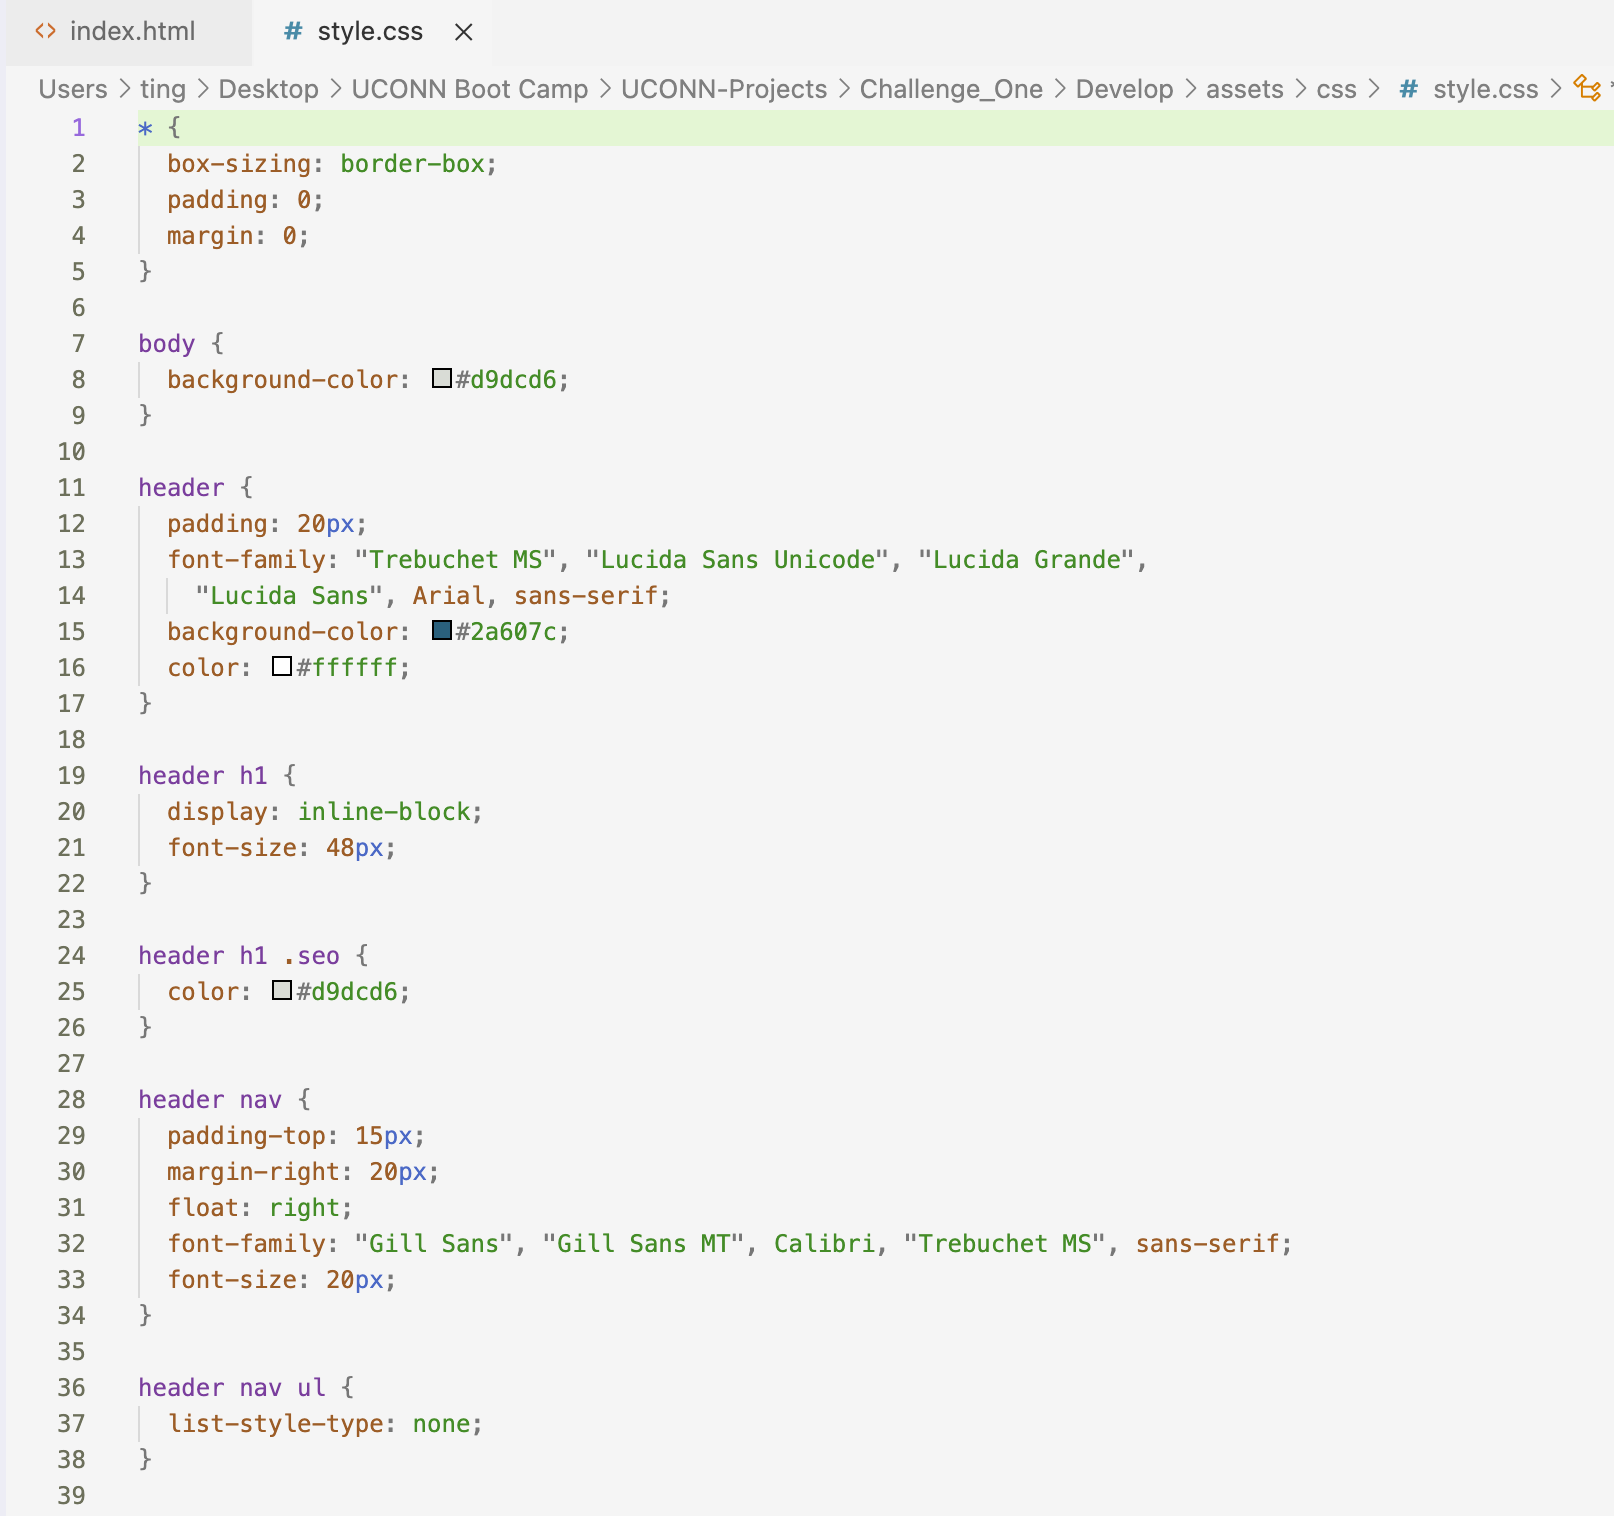 index.html style.css
Users > ting > Desktop > UCONN Boot Camp > UCONN-Projects > Challenge_One > Develop > assets > css > # style.css >
1 * {
2 box-sizing: border-box;
3 padding: 0;
4 margin: 0;
5 }
6
7 body {
8 background-color: #d9dcd6;
9 }
10
11 header {
12 padding: 20px;
13 font-family: "Trebuchet MS", "Lucida Sans Unicode", "Lucida Grande",
14 "Lucida Sans", Arial, sans-serif;
15 background-color: #2a607c;
16 color: #ffffff;
17 }
18
19 header h1 {
20 display: inline-block;
21 font-size: 48px;
22 }
23
24 header h1 .seo {
25 color: #d9dcd6;
26 }
27
28 header nav {
29 padding-top: 15px;
30 margin-right: 20px;
31 float: right;
32 font-family: "Gill Sans", "Gill Sans MT", Calibri, "Trebuchet MS", sans-serif;
33 font-size: 20px;
34 }
35
36 header nav ul {
37 list-style-type: none;
38 }
39